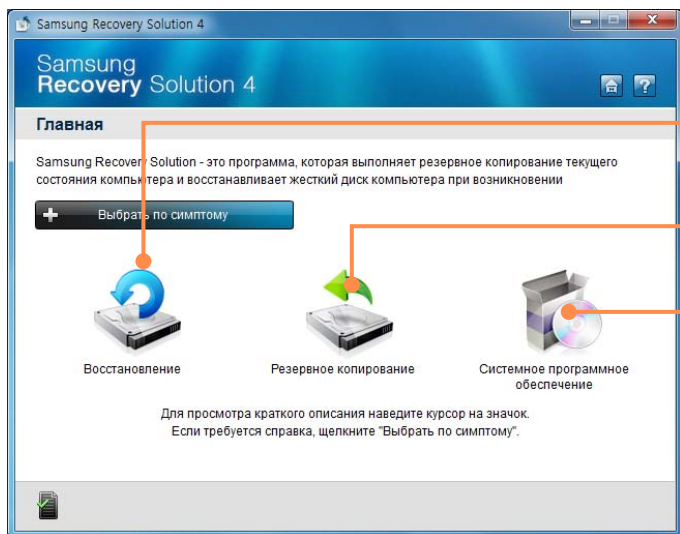 Samsung Recovery Solution 4
Samsung
Recovery Solution 4
Главная
Samsung Recovery Solution - это программа, которая выполняет резервное копирование текущего
состояния компьютера и восстанавливает жесткий диск компьютера при возникновении
Выбрать по симптому
Восстановление
Резервное копирование
Системное программное
обеспечение
Для просмотра краткого описания наведите курсор на значок.
Если требуется справка, щелкните "Выбрать по симптому".